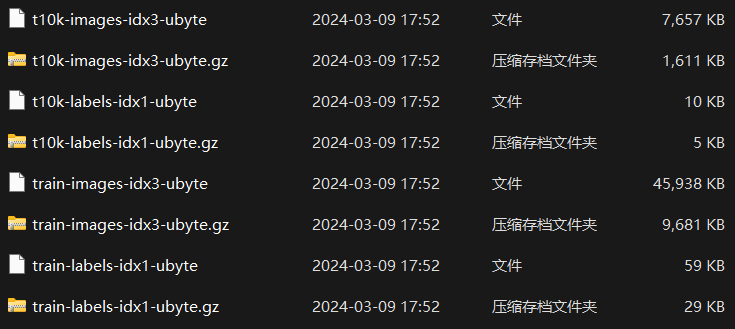 t10k-images-idx3-ubyte 2024-03-09 17:52 文件 7,657 KB
t10k-images-idx3-ubyte.gz 2024-03-09 17:52 压缩存档文件夹 1,611 KB
t10k-labels-idx1-ubyte 2024-03-09 17:52 文件 10 KB
t10k-labels-idx1-ubyte.gz 2024-03-09 17:52 压缩存档文件夹 5 KB
train-images-idx3-ubyte 2024-03-09 17:52 文件 45,938 KB
train-images-idx3-ubyte.gz 2024-03-09 17:52 压缩存档文件夹 9,681 KB
train-labels-idx1-ubyte 2024-03-09 17:52 文件 59 KB
train-labels-idx1-ubyte.gz 2024-03-09 17:52 压缩存档文件夹 29 KB